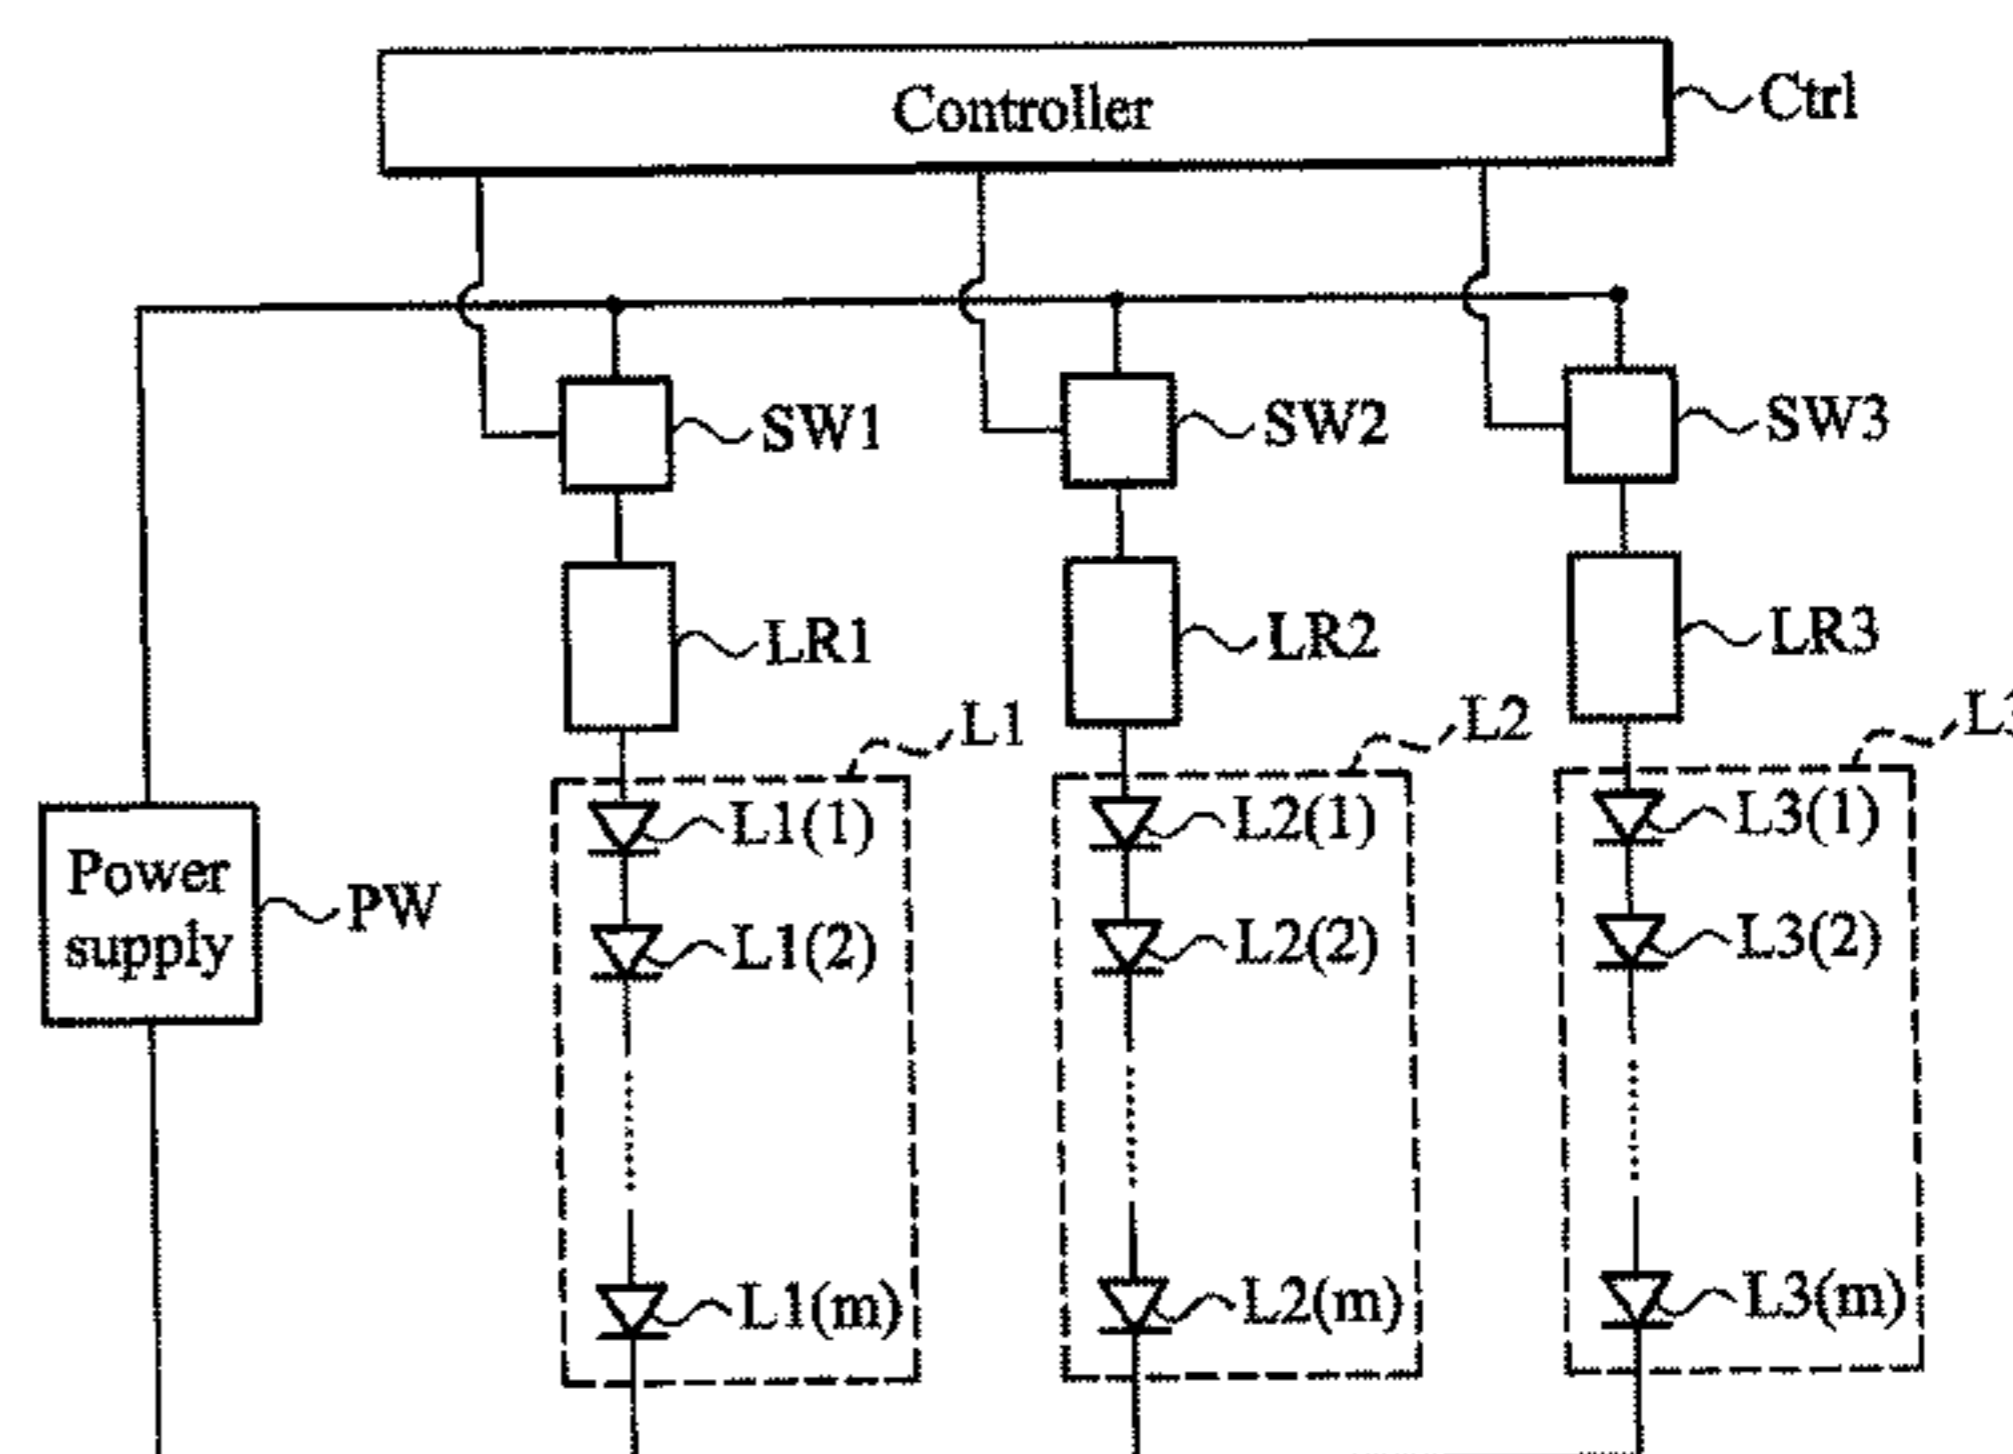 Controller
Ctrl
SW1
SW2
SW3
LR1
LR2
LR3
L1
L2
L3
L1(1)
L2(1)
L3(1)
Power
supply
PW
L1(2)
L2(2)
L3(2)
L1(m)
L2(m)
L3(m)